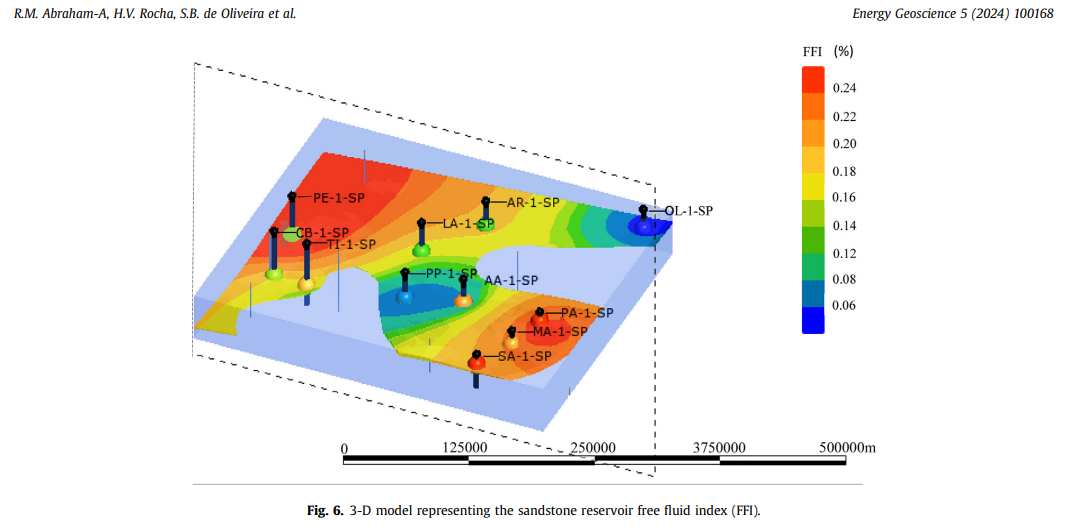 R.M. Abraham-A, H.V. Rocha, S.B. de Oliveira et al.
Energy Geoscience 5 (2024) 100168
FFI (%)
0.24
0.22
0.20
0.18
0.16
0.14
0.12
0.08
0.06
PE-1-SP
AR-1-SP
OL-1-SP
LA-1-SP
CB-1-SP
TI-1-SP
PP-1-SP
AA-1-SP
PA-1-SP
MA-1-SP
SA-1-SP
0 125000 250000 3750000 500000m
Fig. 6. 3-D model representing the sandstone reservoir free fluid index (FFI).